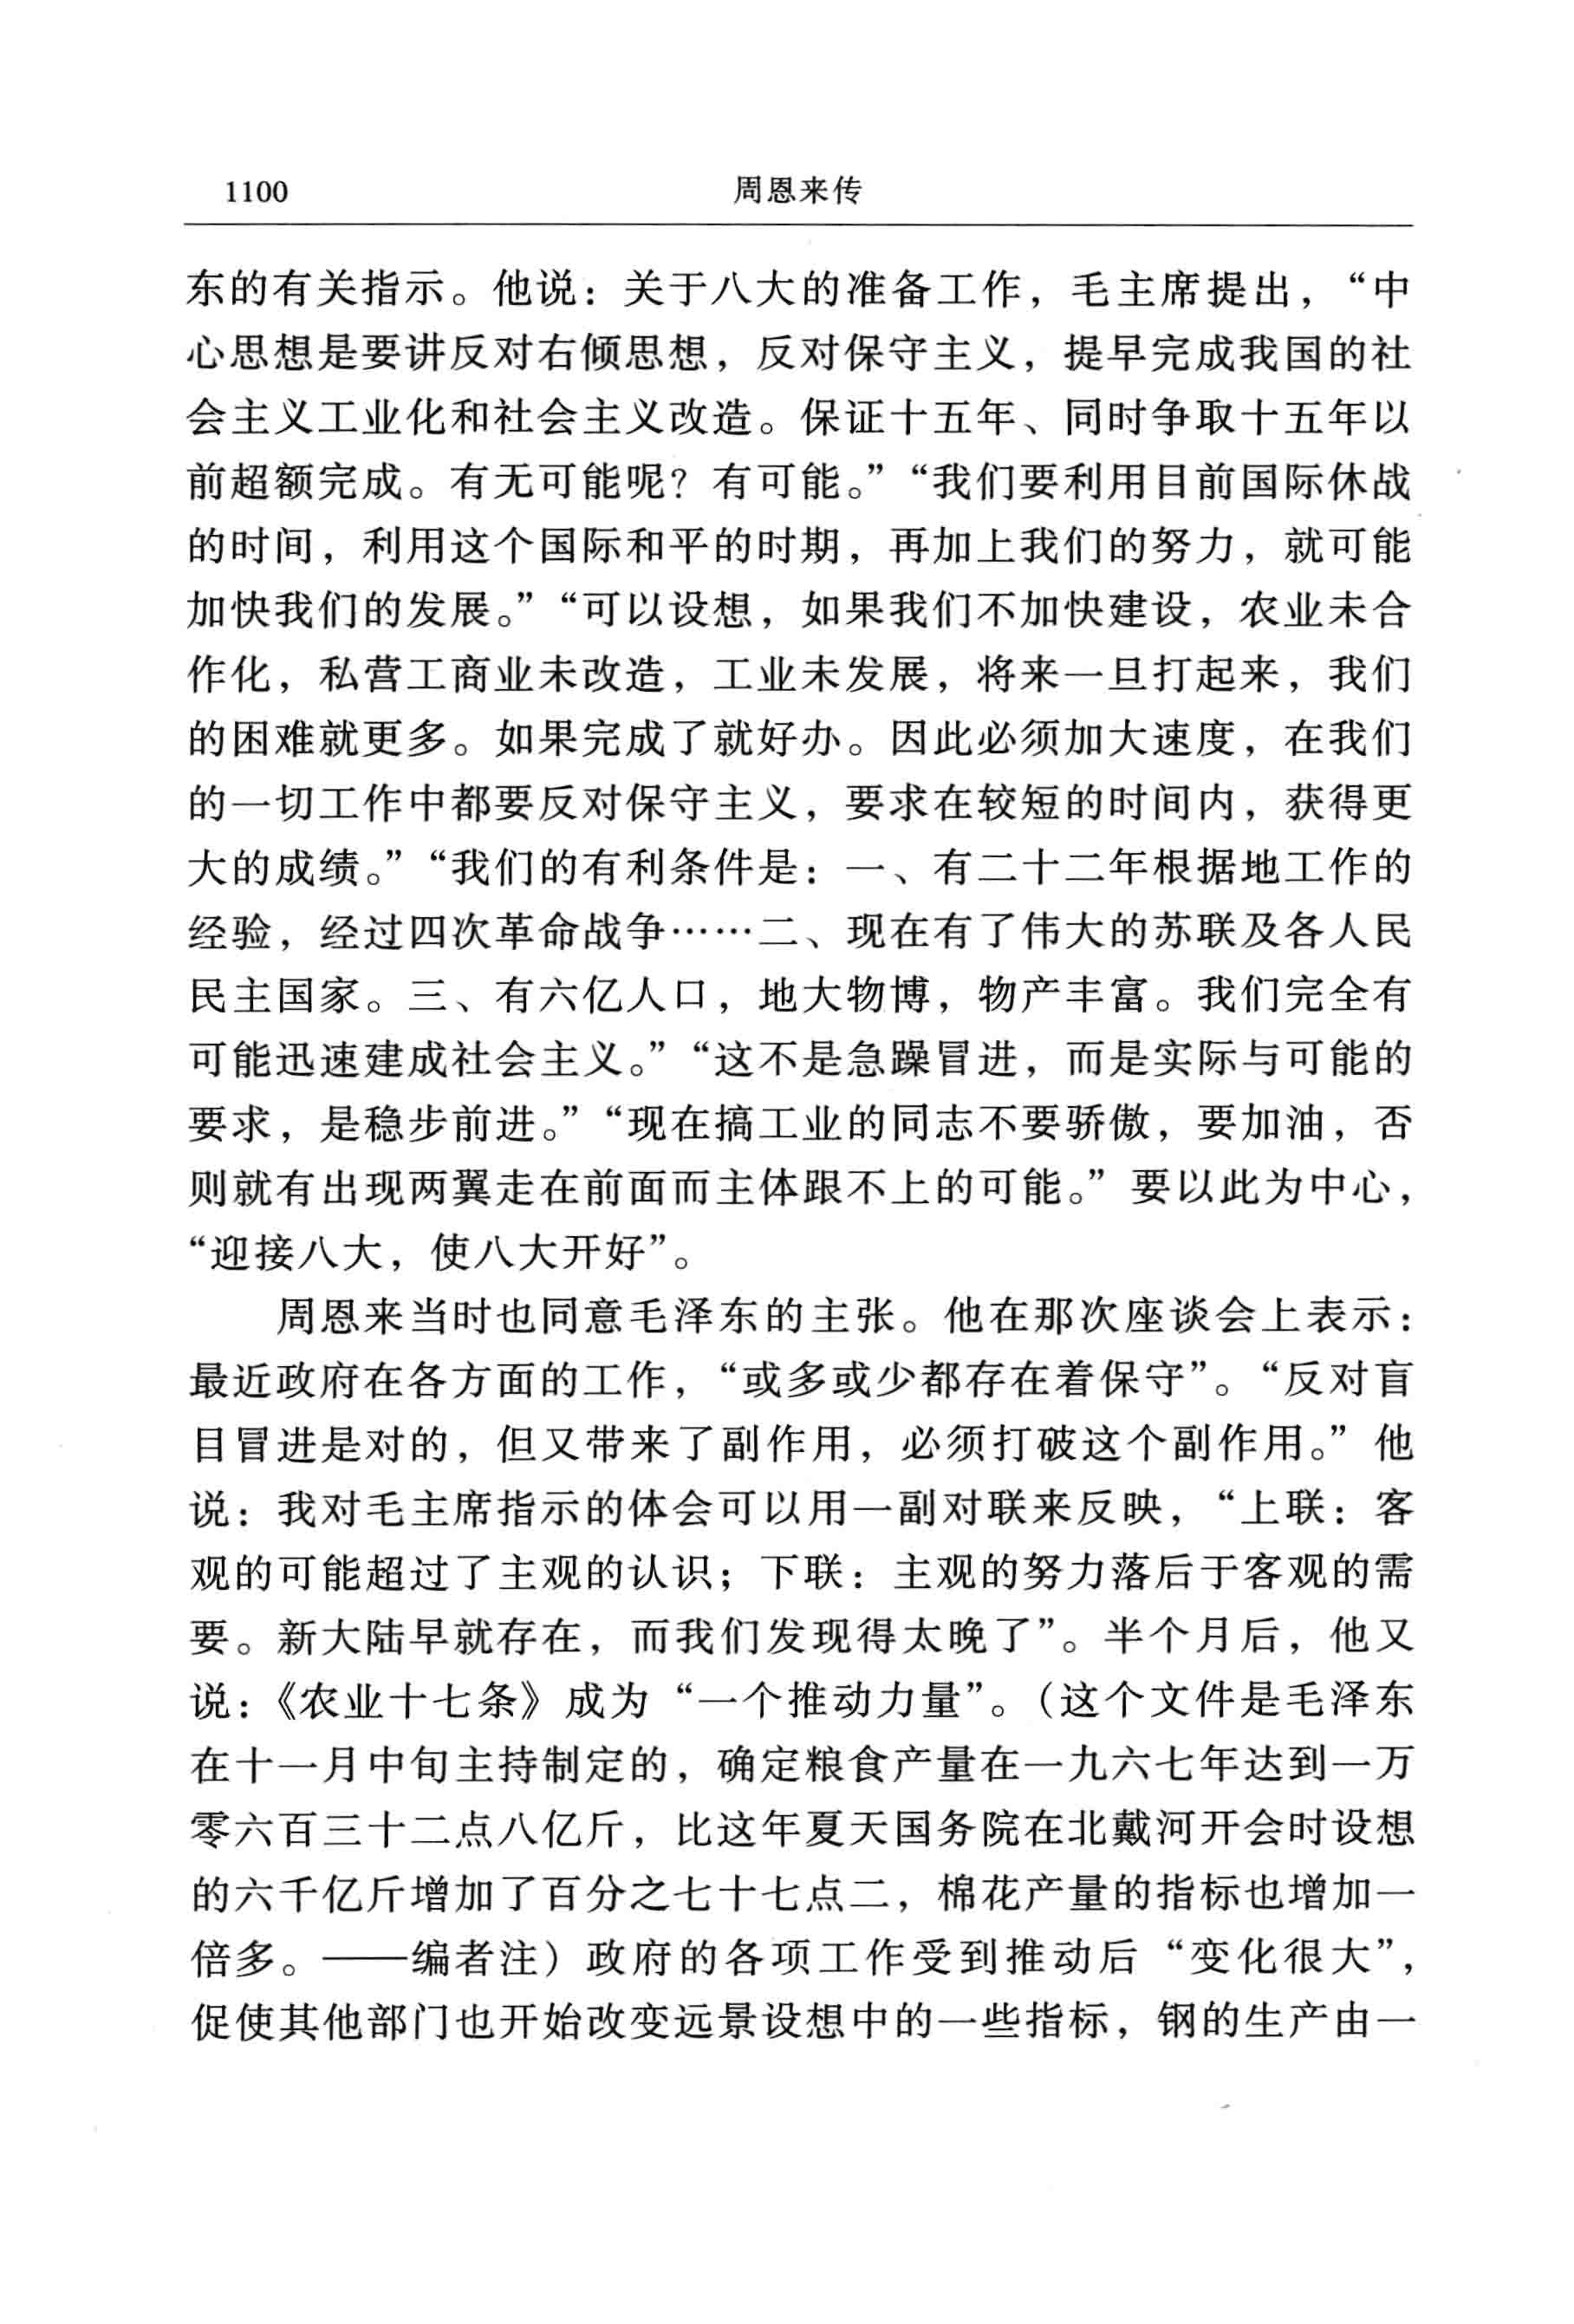 1100 周恩来传
东的有关指示。他说：关于八大的准备工作，毛主席提出，“中
心思想是要讲反对右倾思想，反对保守主义，提早完成我国的社
会主义工业化和社会主义改造。保证十五年、同时争取十五年以
前超额完成。有无可能呢？有可能。”“我们要利用目前国际休战
的时间，利用这个国际和平的时期，再加上我们的努力，就可能
加快我们的发展。”“可以设想，如果我们不加快建设，农业未合
作化，私营工商业未改造，工业未发展，将来一旦打起来，我们
的困难就更多。如果完成了就好办。因此必须加大速度，在我们
的一切工作中都要反对保守主义，要求在较短的时间内，获得更
大的成绩。”“我们的有利条件是：一、有二十二年根据地工作的
经验，经过四次革命战争……二、现在有了伟大的苏联及各人民
民主国家。三、有六亿人口，地大物博，物产丰富。我们完全有
可能迅速建成社会主义。”“这不是急躁冒进，而是实际与可能的
要求，是稳步前进。”“现在搞工业的同志不要骄傲，要加油，否
则就有出现两翼走在前面而主体跟不上的可能。”要以此为中心，
“迎接八大，使八大开好”。
周恩来当时也同意毛泽东的主张。他在那次座谈会上表示：
最近政府在各方面的工作，“或多或少都存在着保守”。“反对盲
目冒进是对的，但又带来了副作用，必须打破这个副作用。”他
说：我对毛主席指示的体会可以用一副对联来反映，“上联：客
观的可能超过了主观的认识；下联：主观的努力落后于客观的需
要。新大陆早就存在，而我们发现得太晚了”。半个月后，他又
说：《农业十七条》成为“一个推动力量”。（这个文件是毛泽东
在十一月中旬主持制定的，确定粮食产量在一九六七年达到一万
零六百三十二点八亿斤，比这年夏天国务院在北戴河开会时设想
的六千亿斤增加了百分之七十七点二，棉花产量的指标也增加一
倍多。——编者注）政府的各项工作受到推动后“变化很大”，
促使其他部门也开始改变远景设想中的一些指标，钢的生产由一